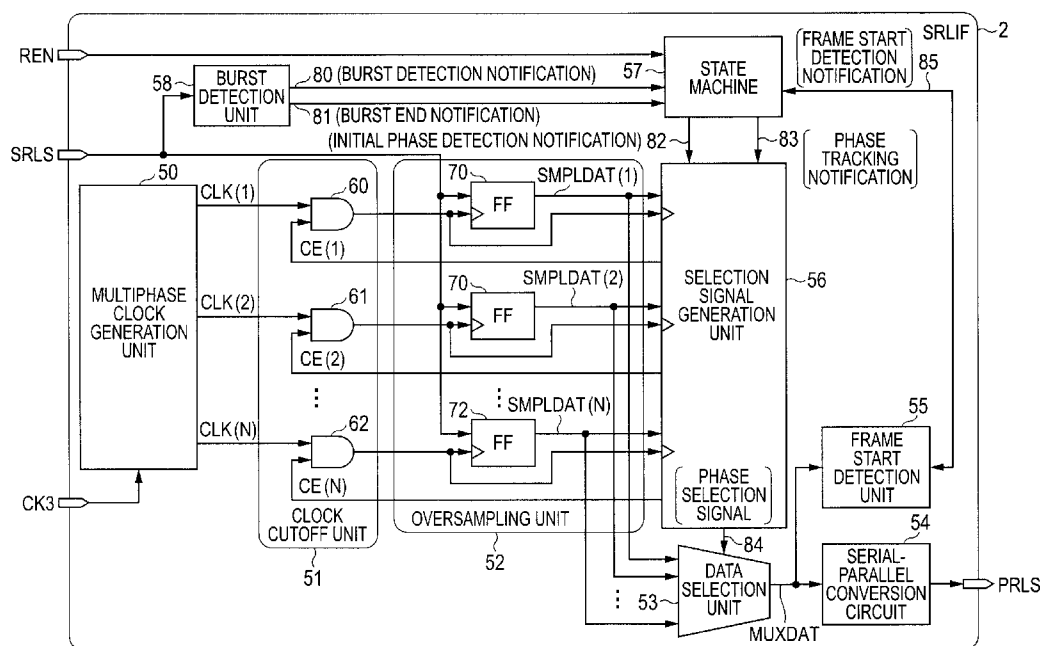 SRLIF 2
REN
57
STATE MACHINE
(FRAME START DETECTION NOTIFICATION)
85
58
BURST DETECTION UNIT
80 (BURST DETECTION NOTIFICATION)
81 (BURST END NOTIFICATION)
(INITIAL PHASE DETECTION NOTIFICATION) 82
83
(PHASE TRACKING NOTIFICATION)
SRLS
50
MULTIPHASE CLOCK GENERATION UNIT
CLK(1)
60
CE(1)
CLK(2)
61
CE(2)
CLK(N)
62
CE(N)
CLOCK CUTOFF UNIT
51
70
FF
SMPLDAT(1)
70
FF
SMPLDAT(2)
72
FF
SMPLDAT(N)
OVERSAMPLING UNIT
52
SELECTION SIGNAL GENERATION UNIT
56
(PHASE SELECTION SIGNAL)
84
53
DATA SELECTION UNIT
MUXDAT
55
FRAME START DETECTION UNIT
54
SERIAL-PARALLEL CONVERSION CIRCUIT
PRLS
CK3